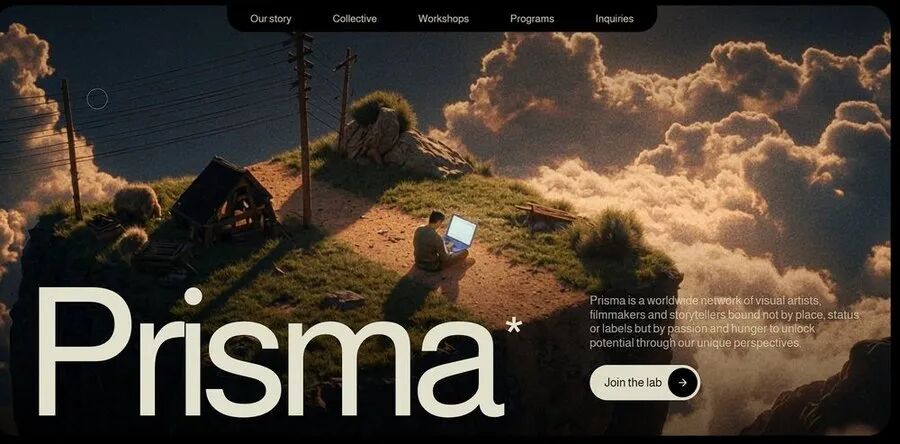 Our story
Collective
Workshops
Programs
Inquiries
Prisma*
Prisma is a worldwide network of visual artists,
filmmakers and storytellers bound not by place, status
or labels but by passion and hunger to unlock
potential through our unique perspectives.
Join the lab